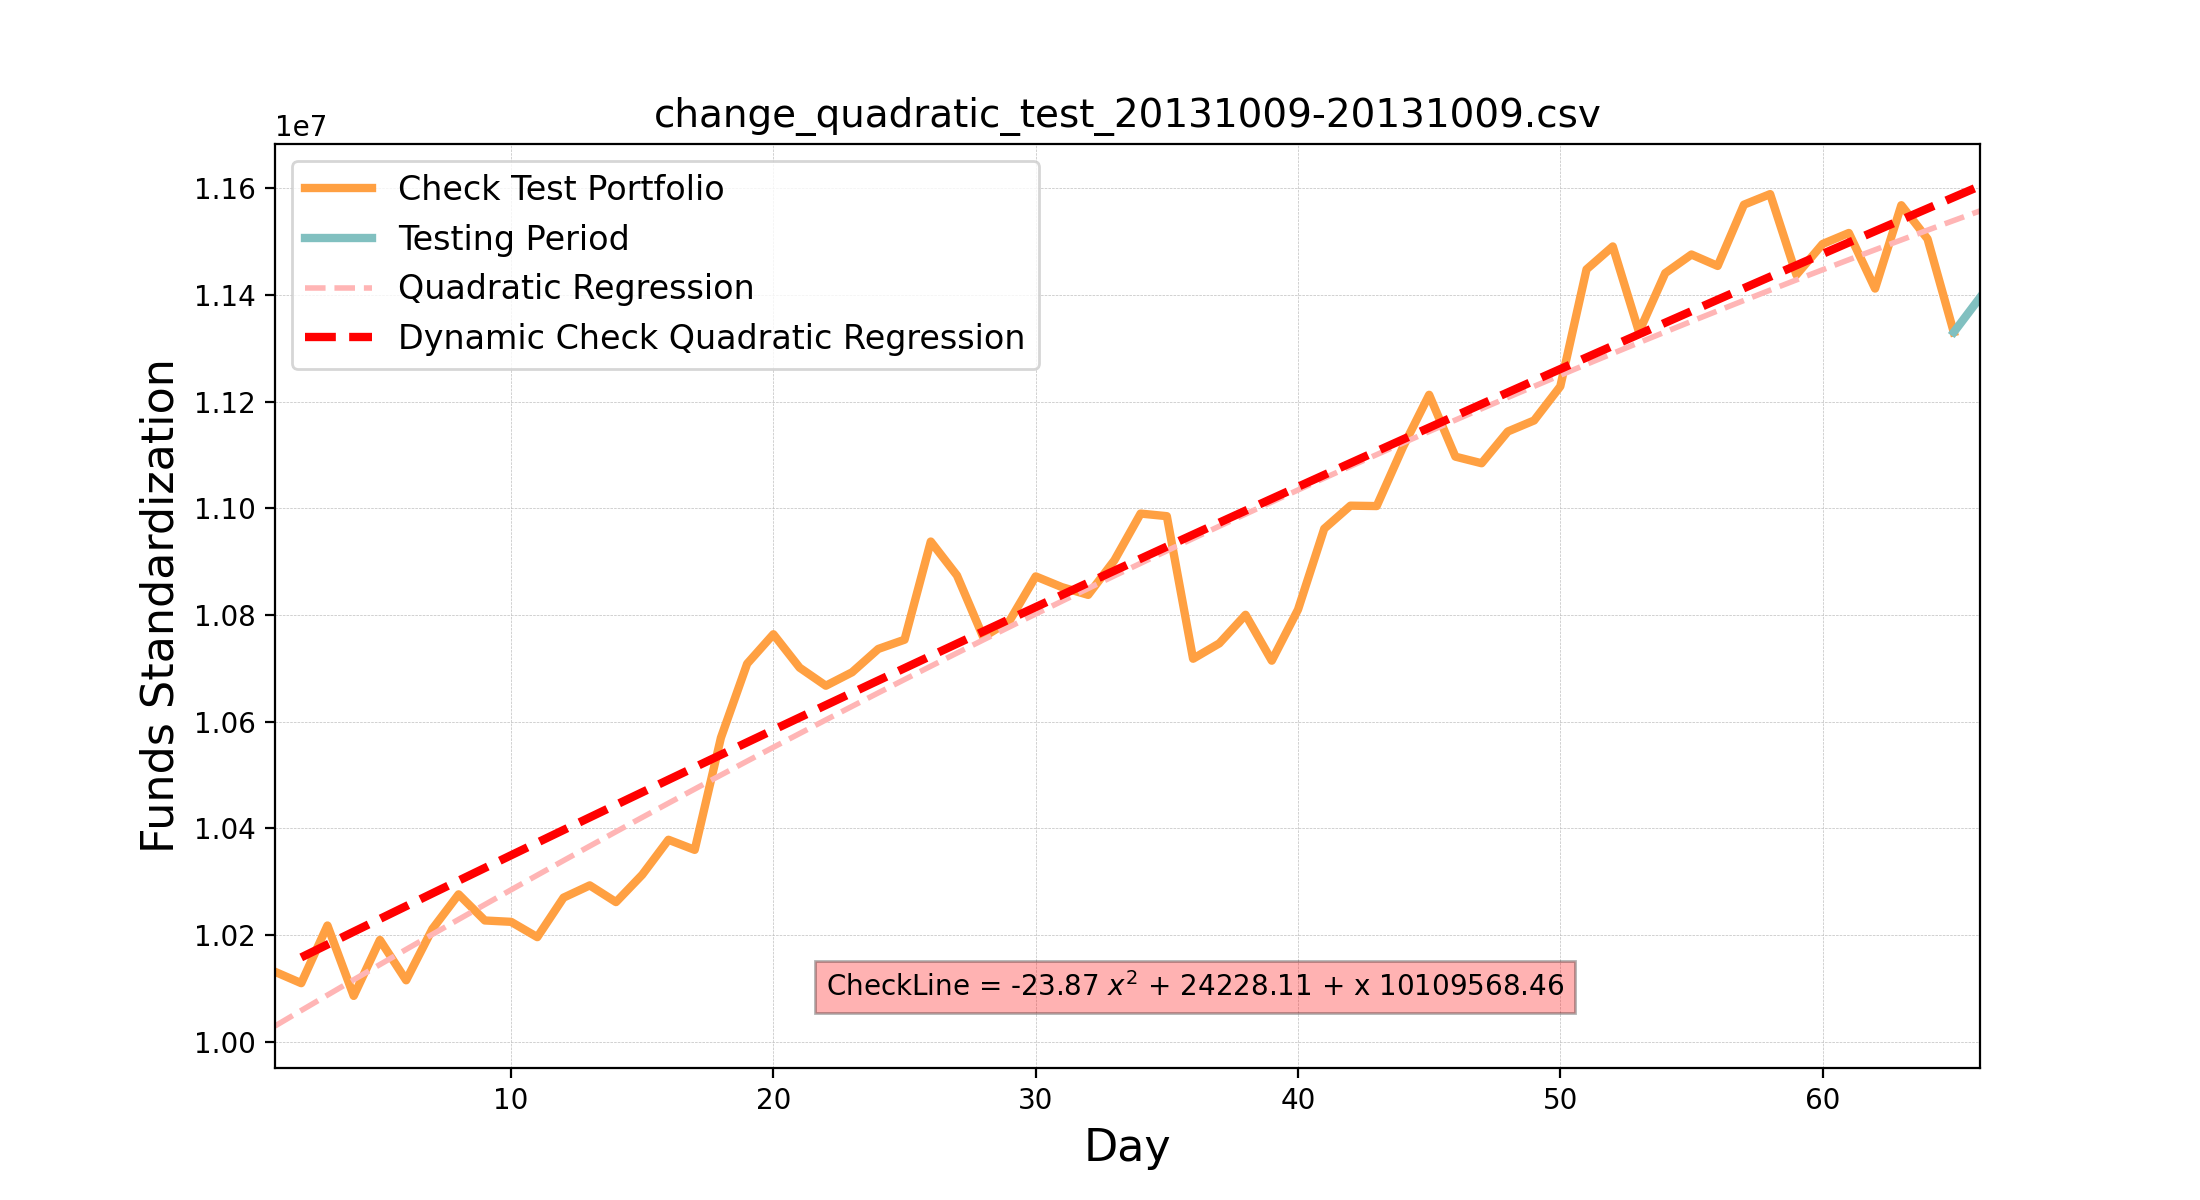 change_quadratic_test_20131009-20131009.csv
1e7
Check Test Portfolio
Testing Period
Quadratic Regression
Dynamic Check Quadratic Regression
1.16
1.14
1.12
1.10
1.08
1.06
1.04
1.02
1.00
Funds Standardization
CheckLine = -23.87 x² + 24228.11 + x 10109568.46
10 20 30 40 50 60
Day